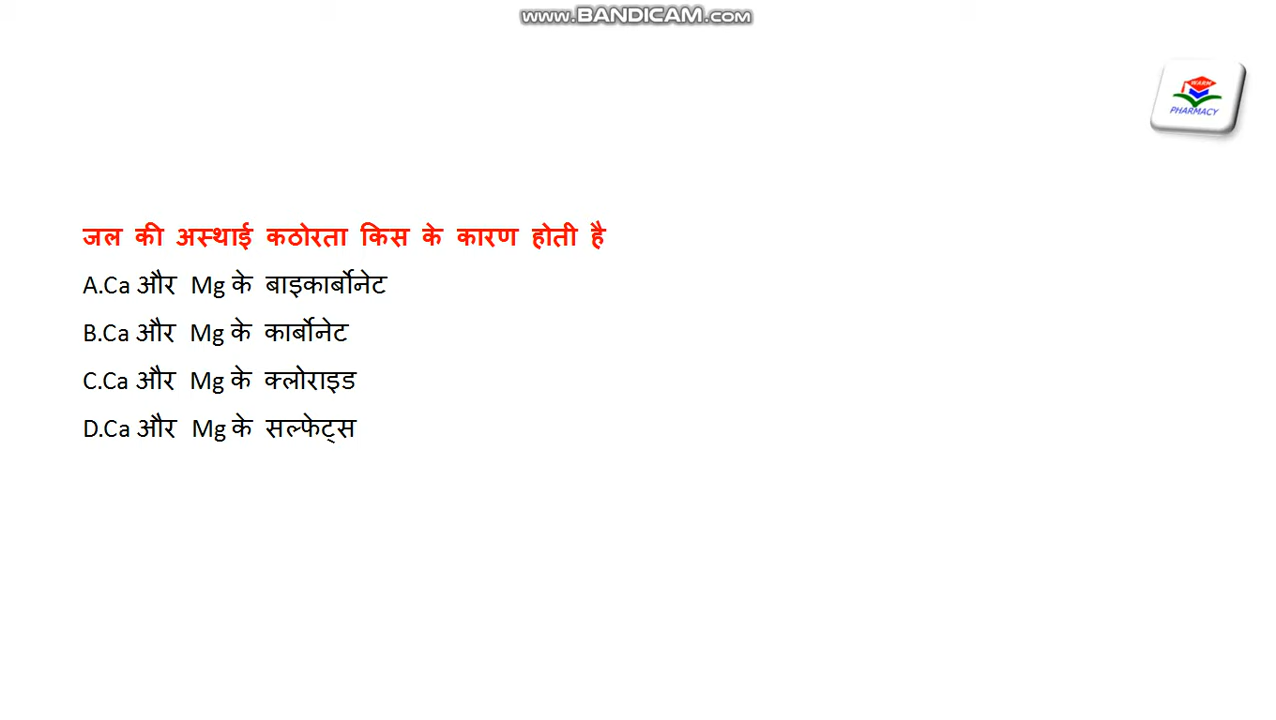 www.BANDICAM.com
PHARMACY
जल की अस्थाई कठोरता किस के कारण होती है
A.Ca और Mg के बाइकार्बोनेट
B.Ca और Mg के कार्बोनेट
C.Ca और Mg के क्लोराइड
D.Ca और Mg के सल्फेट्स